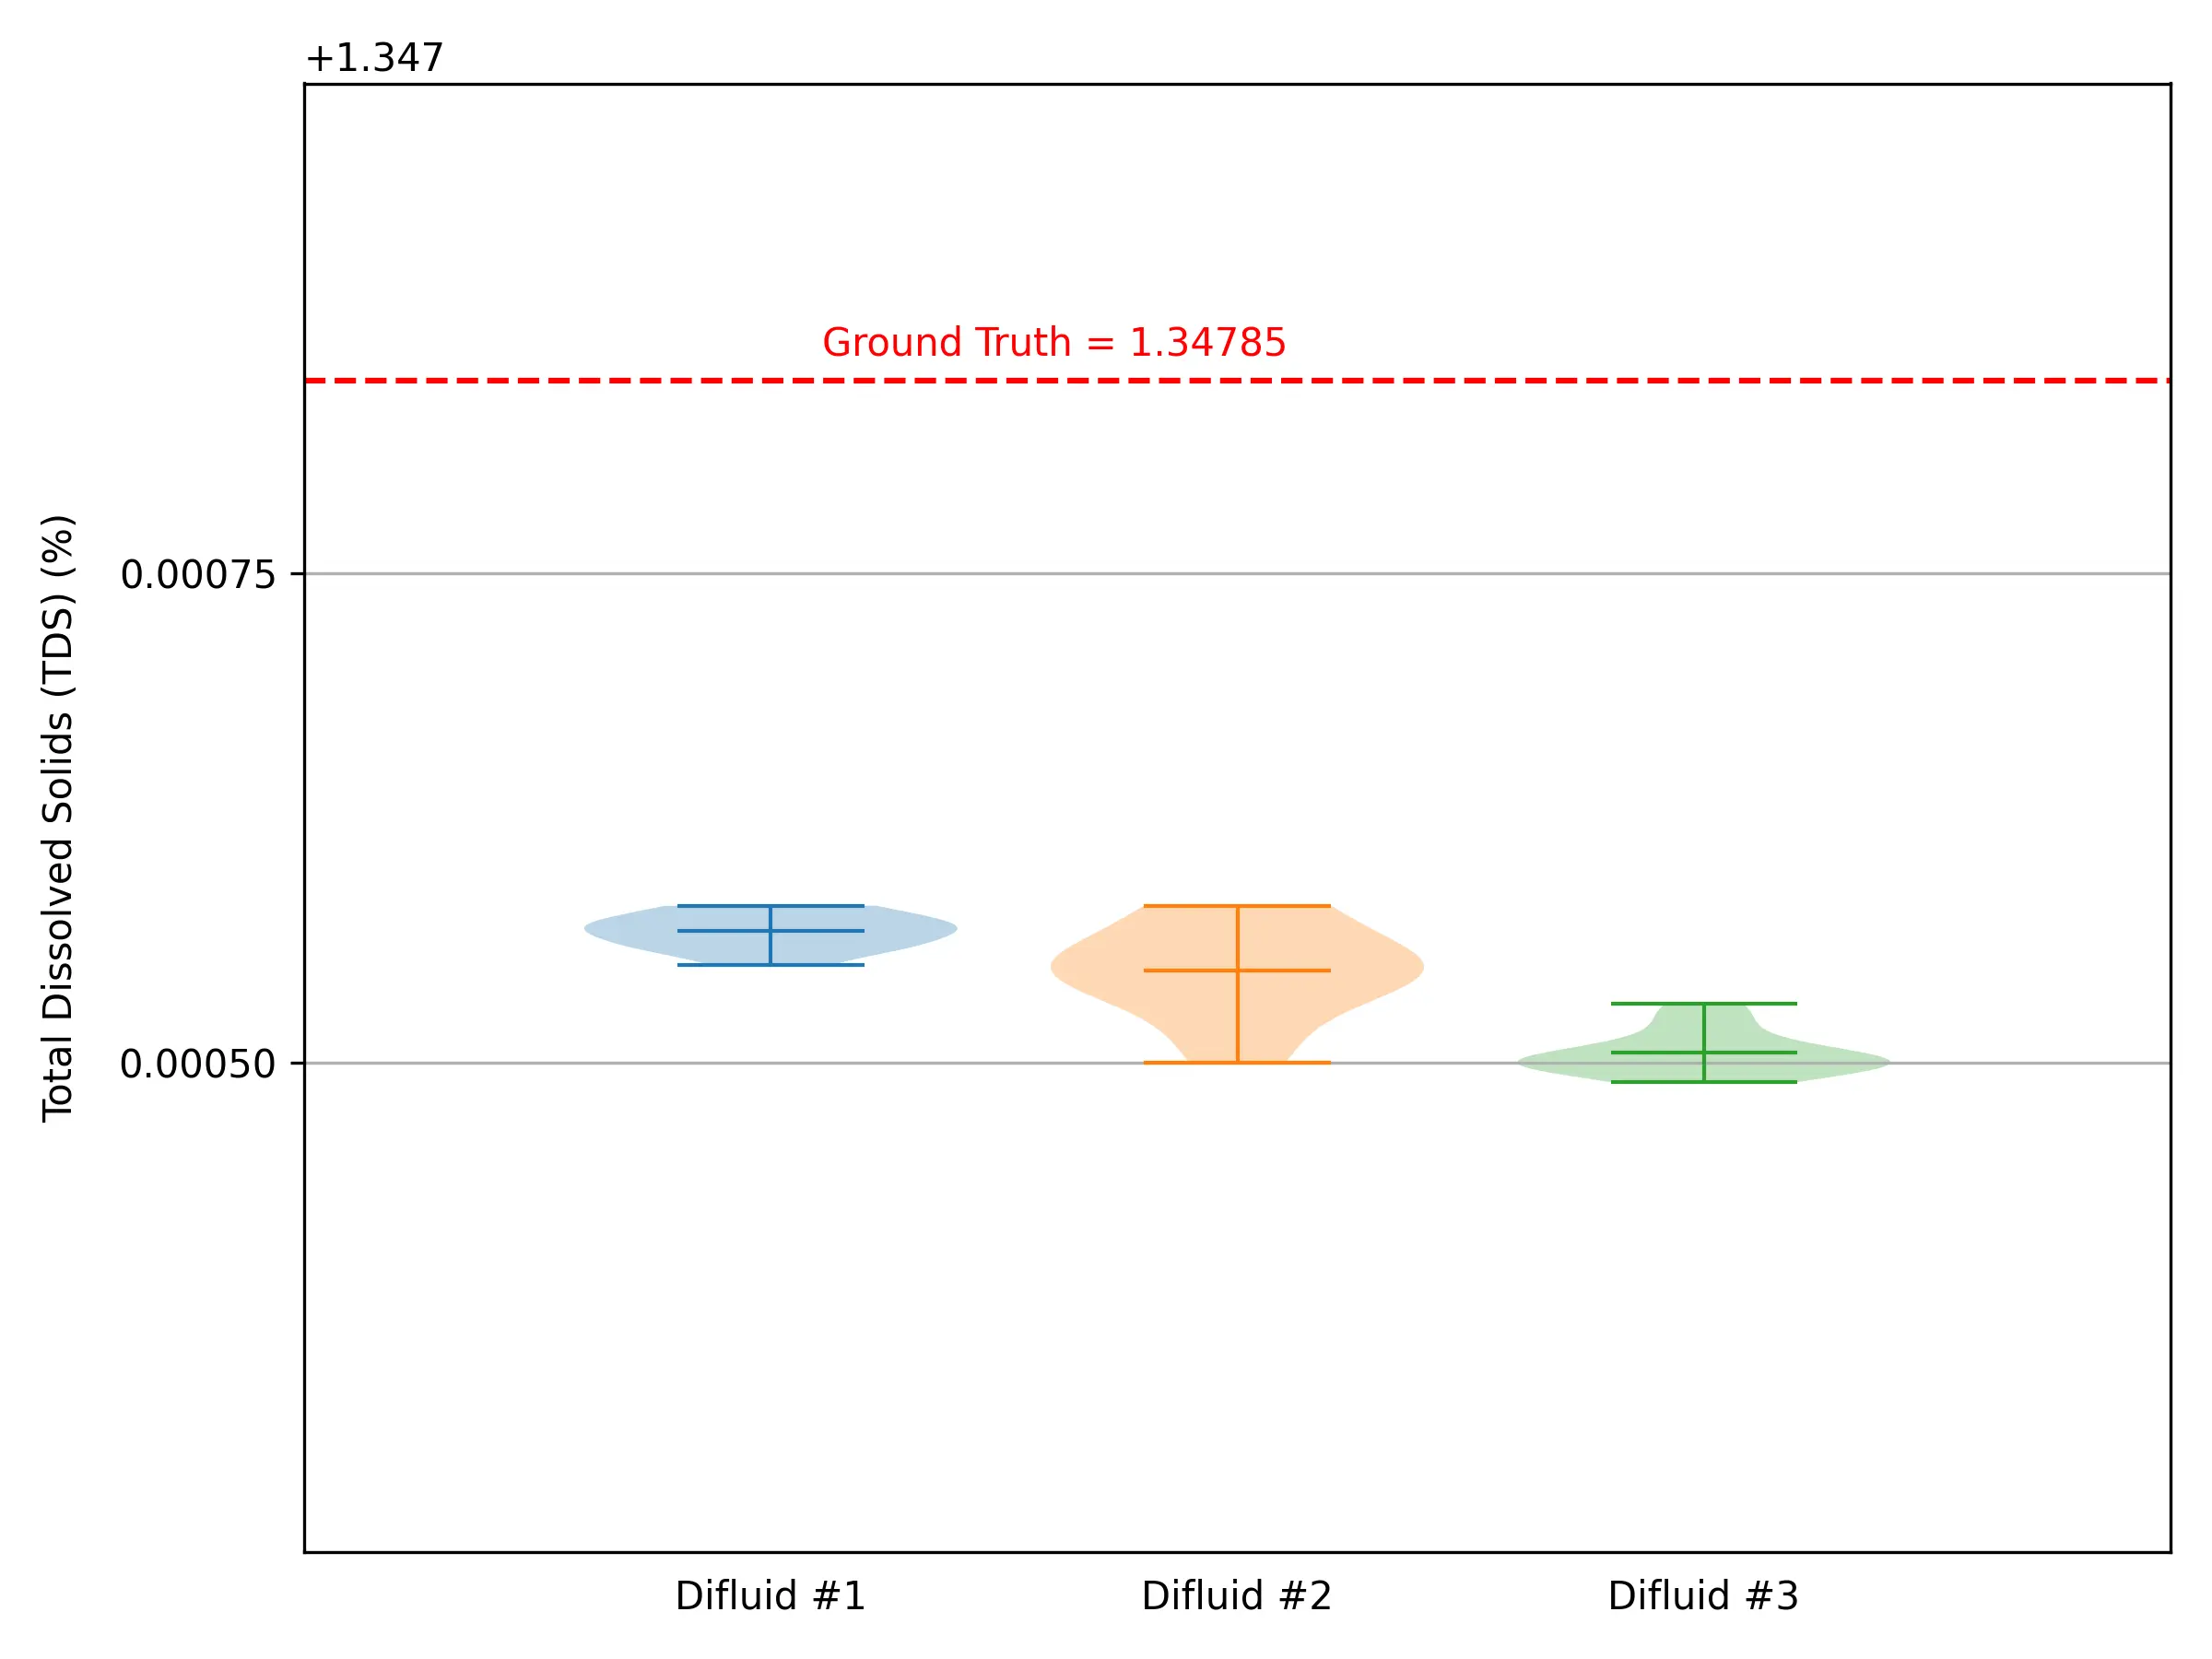 +1.347
Ground Truth = 1.34785
0.00075
Total Dissolved Solids (TDS) (%)
0.00050
Difluid #1
Difluid #2
Difluid #3